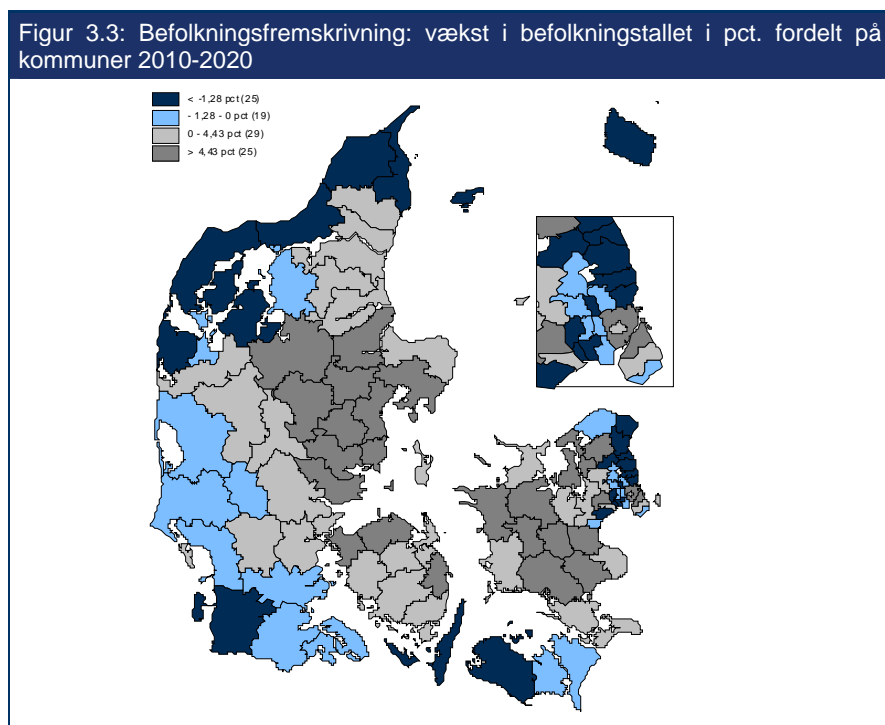 Figur 3.3: Befolkningsfremskrivning: vækst i befolkningstallet i pct. fordelt på
kommuner 2010-2020
< -1,28 pct (25)
- 1,28 - 0 pct (19)
0 - 4,43 pct (29)
> 4,43 pct (25)